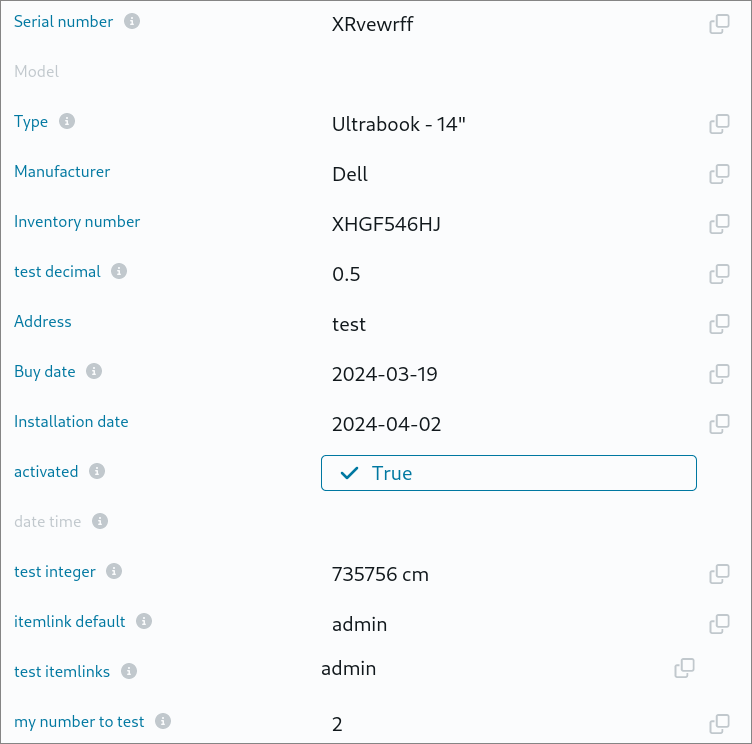 Serial number XRvewrff
Model
Type Ultrabook - 14"
Manufacturer Dell
Inventory number XHGF546HJ
test decimal 0.5
Address test
Buy date 2024-03-19
Installation date 2024-04-02
activated True
date time
test integer 735756 cm
itemlink default admin
test itemlinks admin
my number to test 2